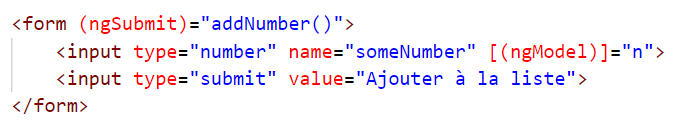 <form (ngSubmit)="addNumber()">
    <input type="number" name="someNumber" [(ngModel)]="n">
    <input type="submit" value="Ajouter à la liste">
</form>